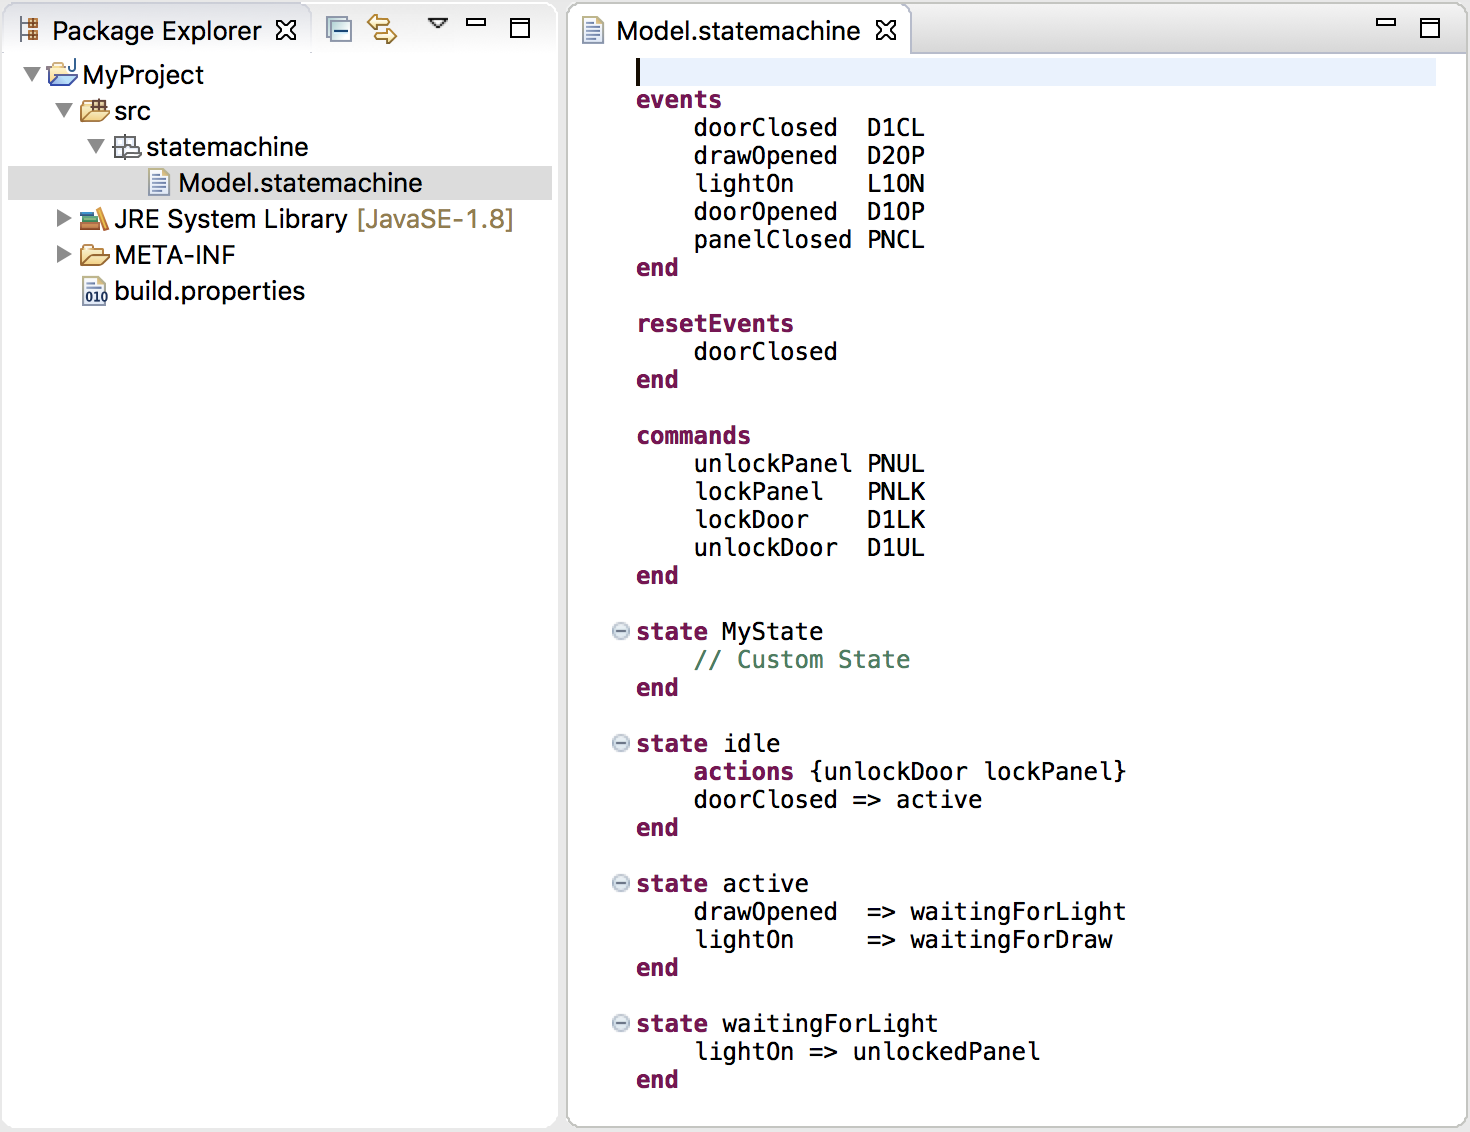 Package Explorer
MyProject
src
statemachine
Model.statemachine
JRE System Library [JavaSE-1.8]
META-INF
010 build.properties
Model.statemachine
events
    doorClosed  D1CL
    drawOpened  D2OP
    lightOn     L1ON
    doorOpened  D1OP
    panelClosed PNCL
end
resetEvents
    doorClosed
end
commands
    unlockPanel PNUL
    lockPanel   PNLK
    lockDoor    D1LK
    unlockDoor  D1UL
end
state MyState
    // Custom State
end
state idle
    actions {unlockDoor lockPanel}
    doorClosed => active
end
state active
    drawOpened  => waitingForLight
    lightOn     => waitingForDraw
end
state waitingForLight
    lightOn => unlockedPanel
end